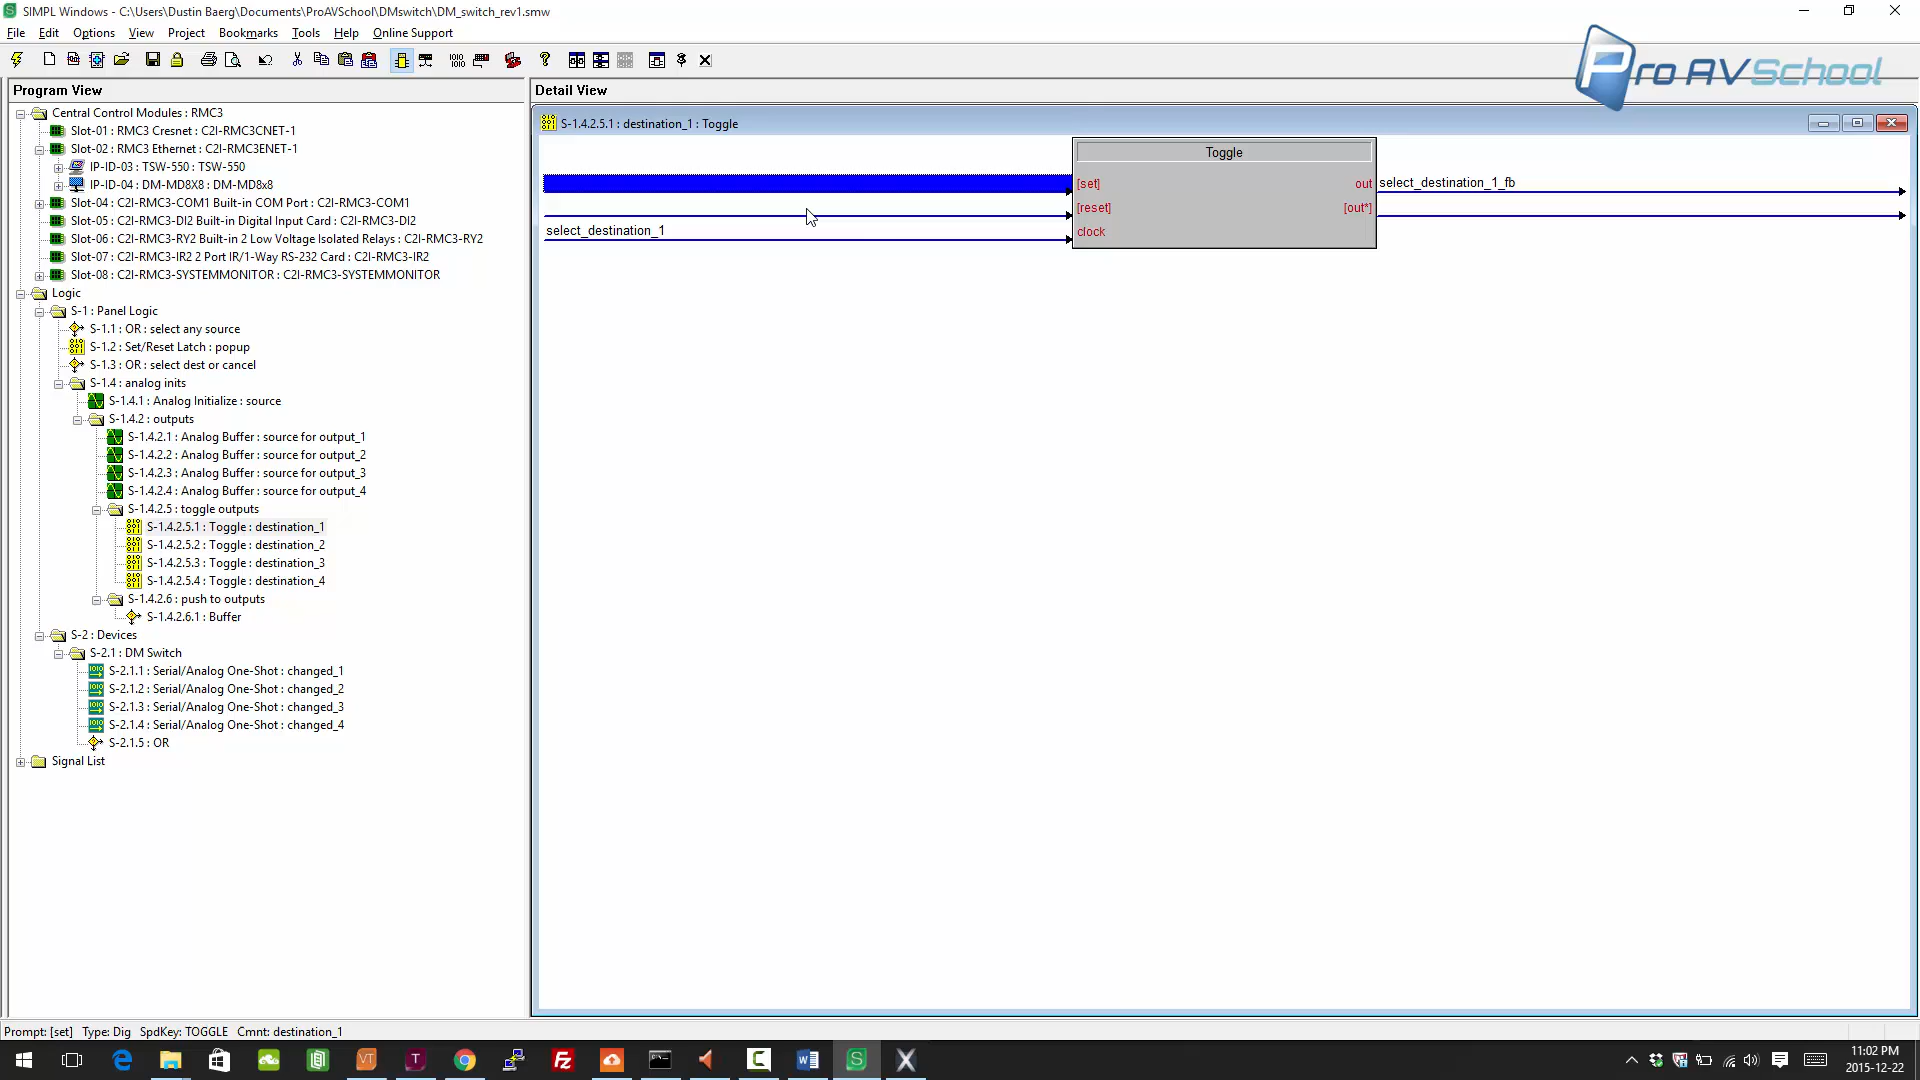 SIMPL Windows - C:\Users\Dustin Baerg\Documents\ProAVSchool\DMswitch\DM_switch_rev1.smw
File Edit Options View Project Bookmarks Tools Help Online Support
Pro AVSchool
Program View
Central Control Modules : RMC3
Slot-01 : RMC3 Cresnet : C2I-RMC3CNET-1
Slot-02 : RMC3 Ethernet : C2I-RMC3ENET-1
IP-ID-03 : TSW-550 : TSW-550
IP-ID-04 : DM-MD8X8 : DM-MD8x8
Slot-04 : C2I-RMC3-COM1 Built-in COM Port : C2I-RMC3-COM1
Slot-05 : C2I-RMC3-DI2 Built-in Digital Input Card : C2I-RMC3-DI2
Slot-06 : C2I-RMC3-RY2 Built-in 2 Low Voltage Isolated Relays : C2I-RMC3-RY2
Slot-07 : C2I-RMC3-IR2 2 Port IR/1-Way RS-232 Card : C2I-RMC3-IR2
Slot-08 : C2I-RMC3-SYSTEMMONITOR : C2I-RMC3-SYSTEMMONITOR
Logic
S-1 : Panel Logic
S-1.1 : OR : select any source
S-1.2 : Set/Reset Latch : popup
S-1.3 : OR : select dest or cancel
S-1.4 : analog inits
S-1.4.1 : Analog Initialize : source
S-1.4.2 : outputs
S-1.4.2.1 : Analog Buffer : source for output_1
S-1.4.2.2 : Analog Buffer : source for output_2
S-1.4.2.3 : Analog Buffer : source for output_3
S-1.4.2.4 : Analog Buffer : source for output_4
S-1.4.2.5 : toggle outputs
S-1.4.2.5.1 : Toggle : destination_1
S-1.4.2.5.2 : Toggle : destination_2
S-1.4.2.5.3 : Toggle : destination_3
S-1.4.2.5.4 : Toggle : destination_4
S-1.4.2.6 : push to outputs
S-1.4.2.6.1 : Buffer
S-2 : Devices
S-2.1 : DM Switch
S-2.1.1 : Serial/Analog One-Shot : changed_1
S-2.1.2 : Serial/Analog One-Shot : changed_2
S-2.1.3 : Serial/Analog One-Shot : changed_3
S-2.1.4 : Serial/Analog One-Shot : changed_4
S-2.1.5 : OR
Signal List
Detail View
S-1.4.2.5.1 : destination_1 : Toggle
Toggle
[set] out select_destination_1_fb
[reset] [out*]
select_destination_1 clock
Prompt: [set] Type: Dig SpdKey: TOGGLE Cmnt: destination_1
11:02 PM
2015-12-22